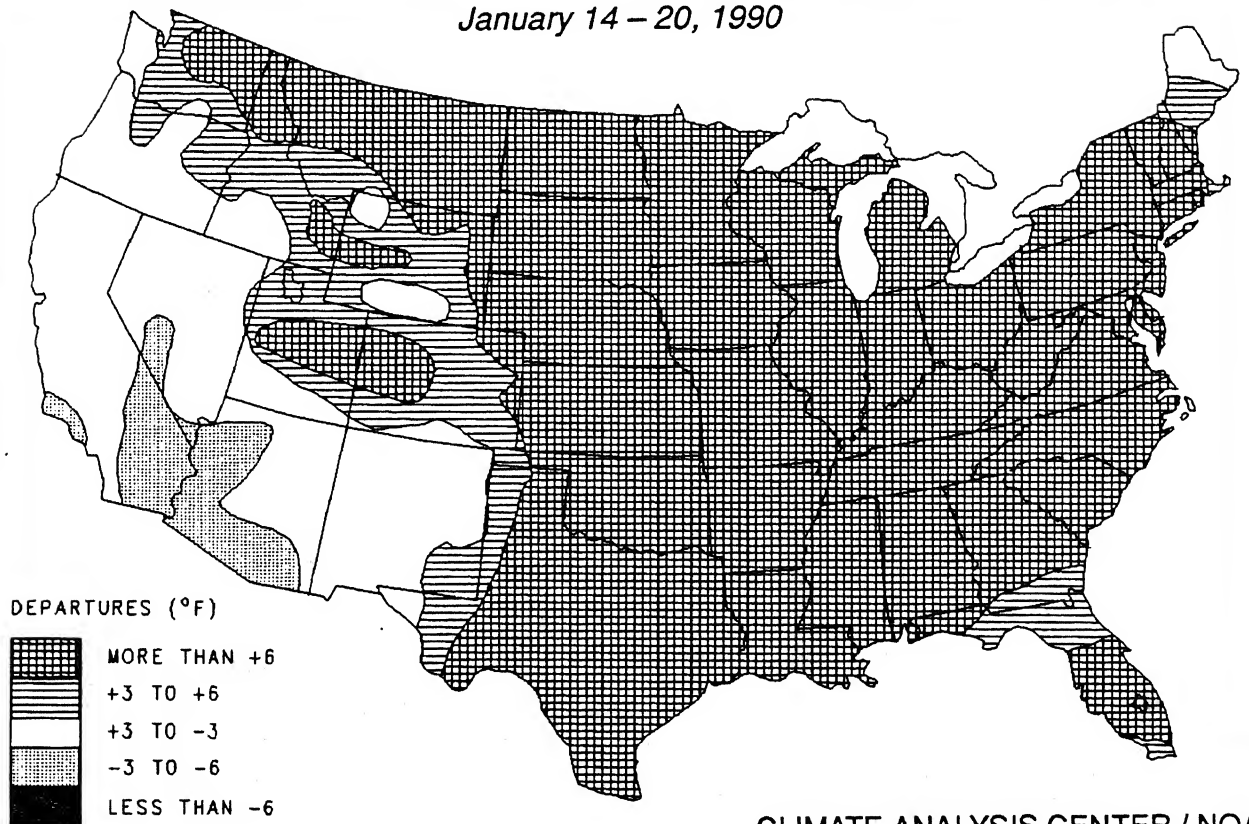 January 14 – 20, 1990
DEPARTURES (°F)
MORE THAN +6
+3 TO +6
+3 TO -3
-3 TO -6
LESS THAN -6
CLIMATE ANALYSIS CENTER / NOA